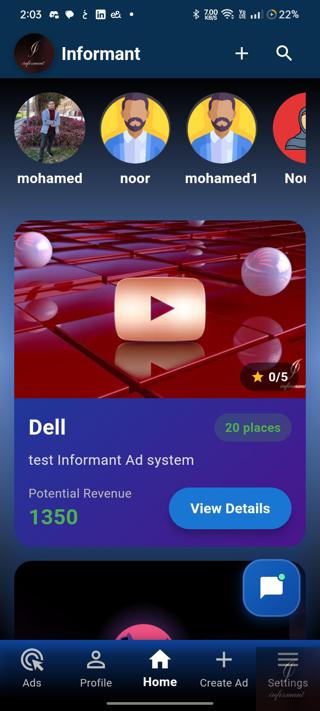 2:03
7.00
KB/S
22%
Informant
mohamed
noor
mohamed1
Nou
0/5
Dell
20 places
test Informant Ad system
Potential Revenue
1350
View Details
Ads
Profile
Home
Create Ad
Settings
informant